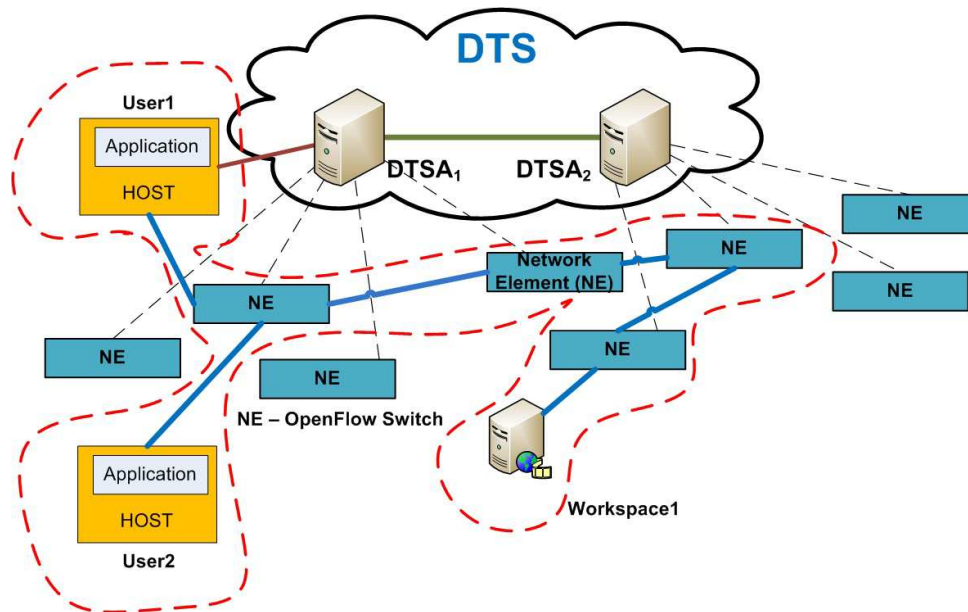 DTS
User1
Application
HOST
DTSA1
DTSA2
NE
NE
Network
Element (NE)
NE
NE
NE
NE
NE
NE – OpenFlow Switch
Application
HOST
User2
Workspace1